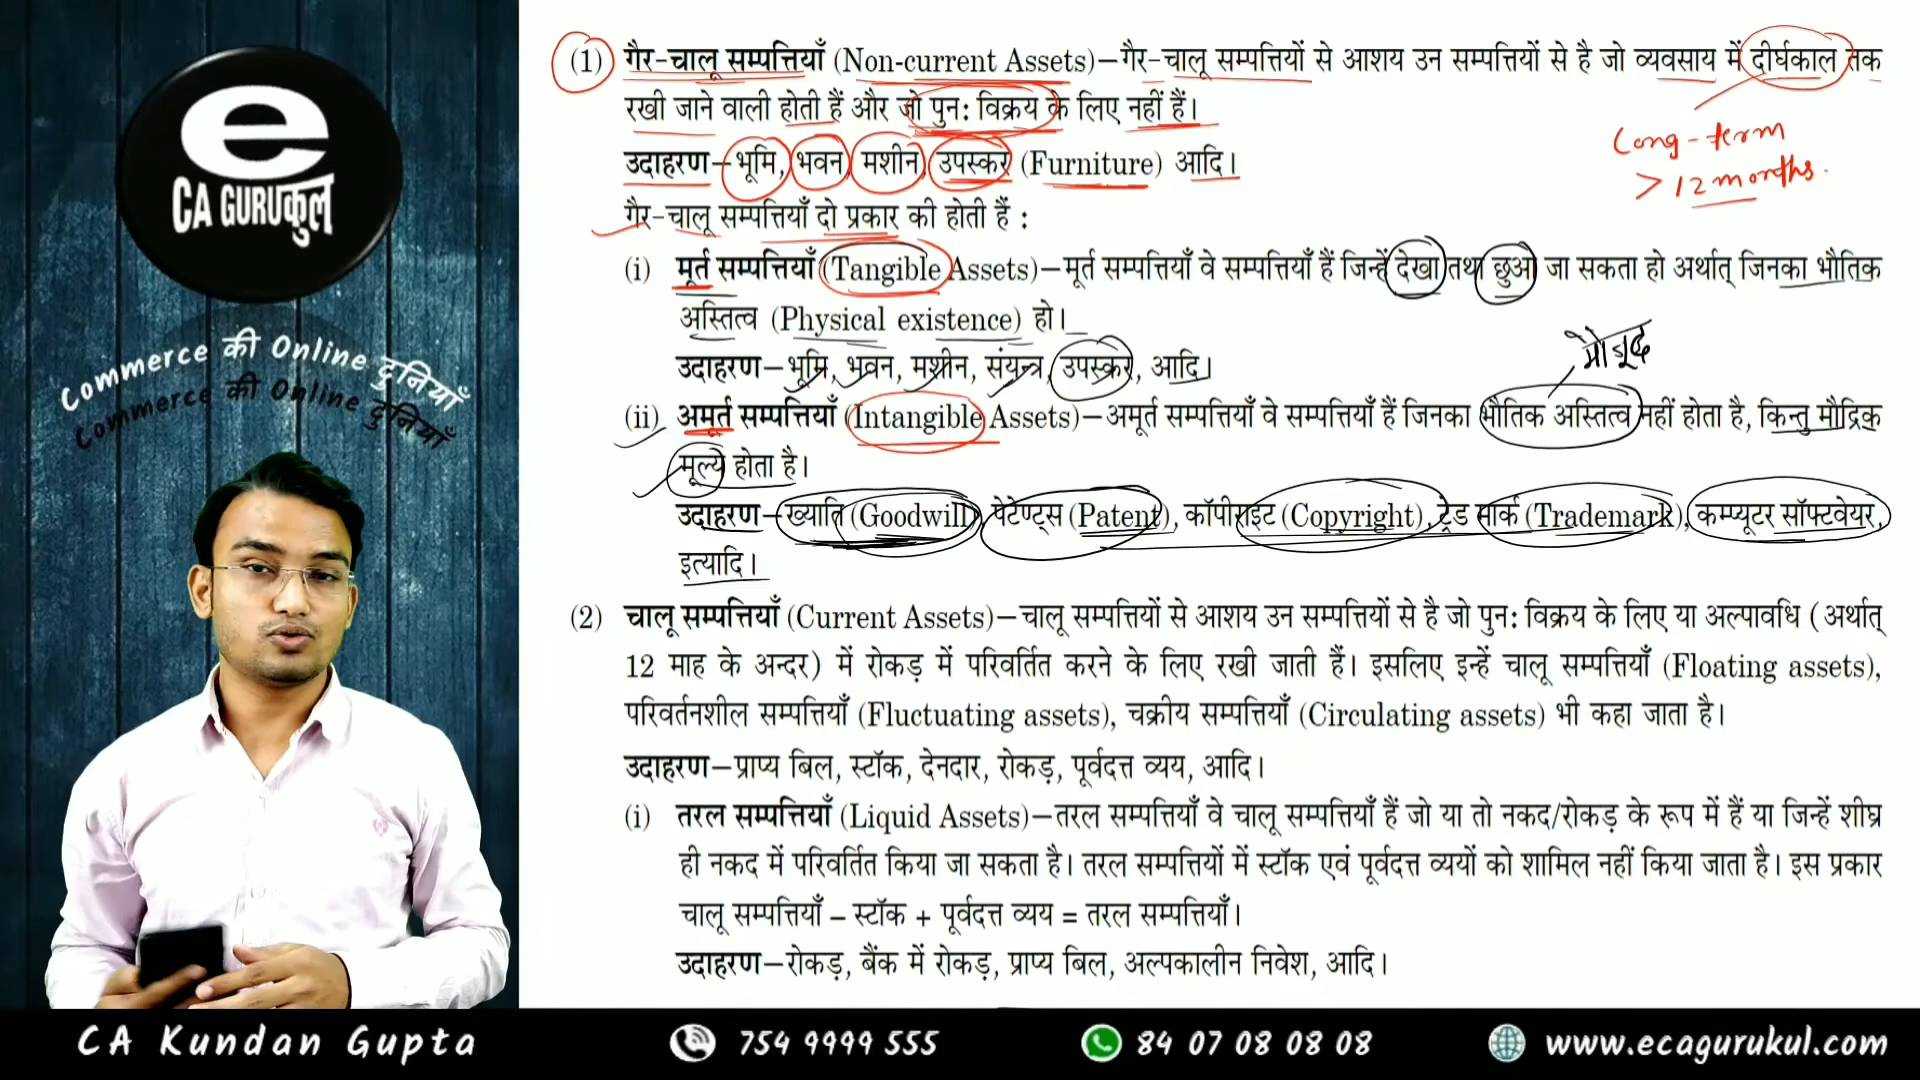 e
CA GURUकुल
Commerce की Online दुनियाँ
Commerce की Online दुनियाँ
(1) गैर-चालू सम्पत्तियाँ (Non-current Assets)–गैर-चालू सम्पत्तियों से आशय उन सम्पत्तियों से है जो व्यवसाय में दीर्घकाल तक
रखी जाने वाली होती हैं और जो पुन: विक्रय के लिए नहीं हैं।
Long-term
> 12 months.
उदाहरण–भूमि, भवन, मशीन, उपस्कर (Furniture) आदि।
गैर-चालू सम्पत्तियाँ दो प्रकार की होती हैं :
(i) मूर्त सम्पत्तियाँ (Tangible Assets)–मूर्त सम्पत्तियाँ वे सम्पत्तियाँ हैं जिन्हें देखा तथा छुआ जा सकता हो अर्थात् जिनका भौतिक
अस्तित्व (Physical existence) हो।
मौजूद
उदाहरण–भूमि, भवन, मशीन, संयन्त्र, उपस्कर, आदि।
(ii) अमूर्त सम्पत्तियाँ (Intangible Assets)–अमूर्त सम्पत्तियाँ वे सम्पत्तियाँ हैं जिनका भौतिक अस्तित्व नहीं होता है, किन्तु मौद्रिक
मूल्य होता है।
उदाहरण–ख्याति (Goodwill), पेटेण्ट्स (Patent), कॉपीराईट (Copyright), ट्रेड मार्क (Trademark), कम्प्यूटर सॉफ्टवेयर,
इत्यादि।
(2) चालू सम्पत्तियाँ (Current Assets)–चालू सम्पत्तियों से आशय उन सम्पत्तियों से है जो पुन: विक्रय के लिए या अल्पावधि (अर्थात्
12 माह के अन्दर) में रोकड़ में परिवर्तित करने के लिए रखी जाती हैं। इसलिए इन्हें चालू सम्पत्तियाँ (Floating assets),
परिवर्तनशील सम्पत्तियाँ (Fluctuating assets), चक्रीय सम्पत्तियाँ (Circulating assets) भी कहा जाता है।
उदाहरण–प्राप्य बिल, स्टॉक, देनदार, रोकड़, पूर्वदत्त व्यय, आदि।
(i) तरल सम्पत्तियाँ (Liquid Assets)–तरल सम्पत्तियाँ वे चालू सम्पत्तियाँ हैं जो या तो नकद/रोकड़ के रूप में हैं या जिन्हें शीघ्र
ही नकद में परिवर्तित किया जा सकता है। तरल सम्पत्तियों में स्टॉक एवं पूर्वदत्त व्ययों को शामिल नहीं किया जाता है। इस प्रकार
चालू सम्पत्तियाँ – स्टॉक + पूर्वदत्त व्यय = तरल सम्पत्तियाँ।
उदाहरण–रोकड़, बैंक में रोकड़, प्राप्य बिल, अल्पकालीन निवेश, आदि।
CA Kundan Gupta 754 9999 555 84 07 08 08 08 www.ecagurukul.com